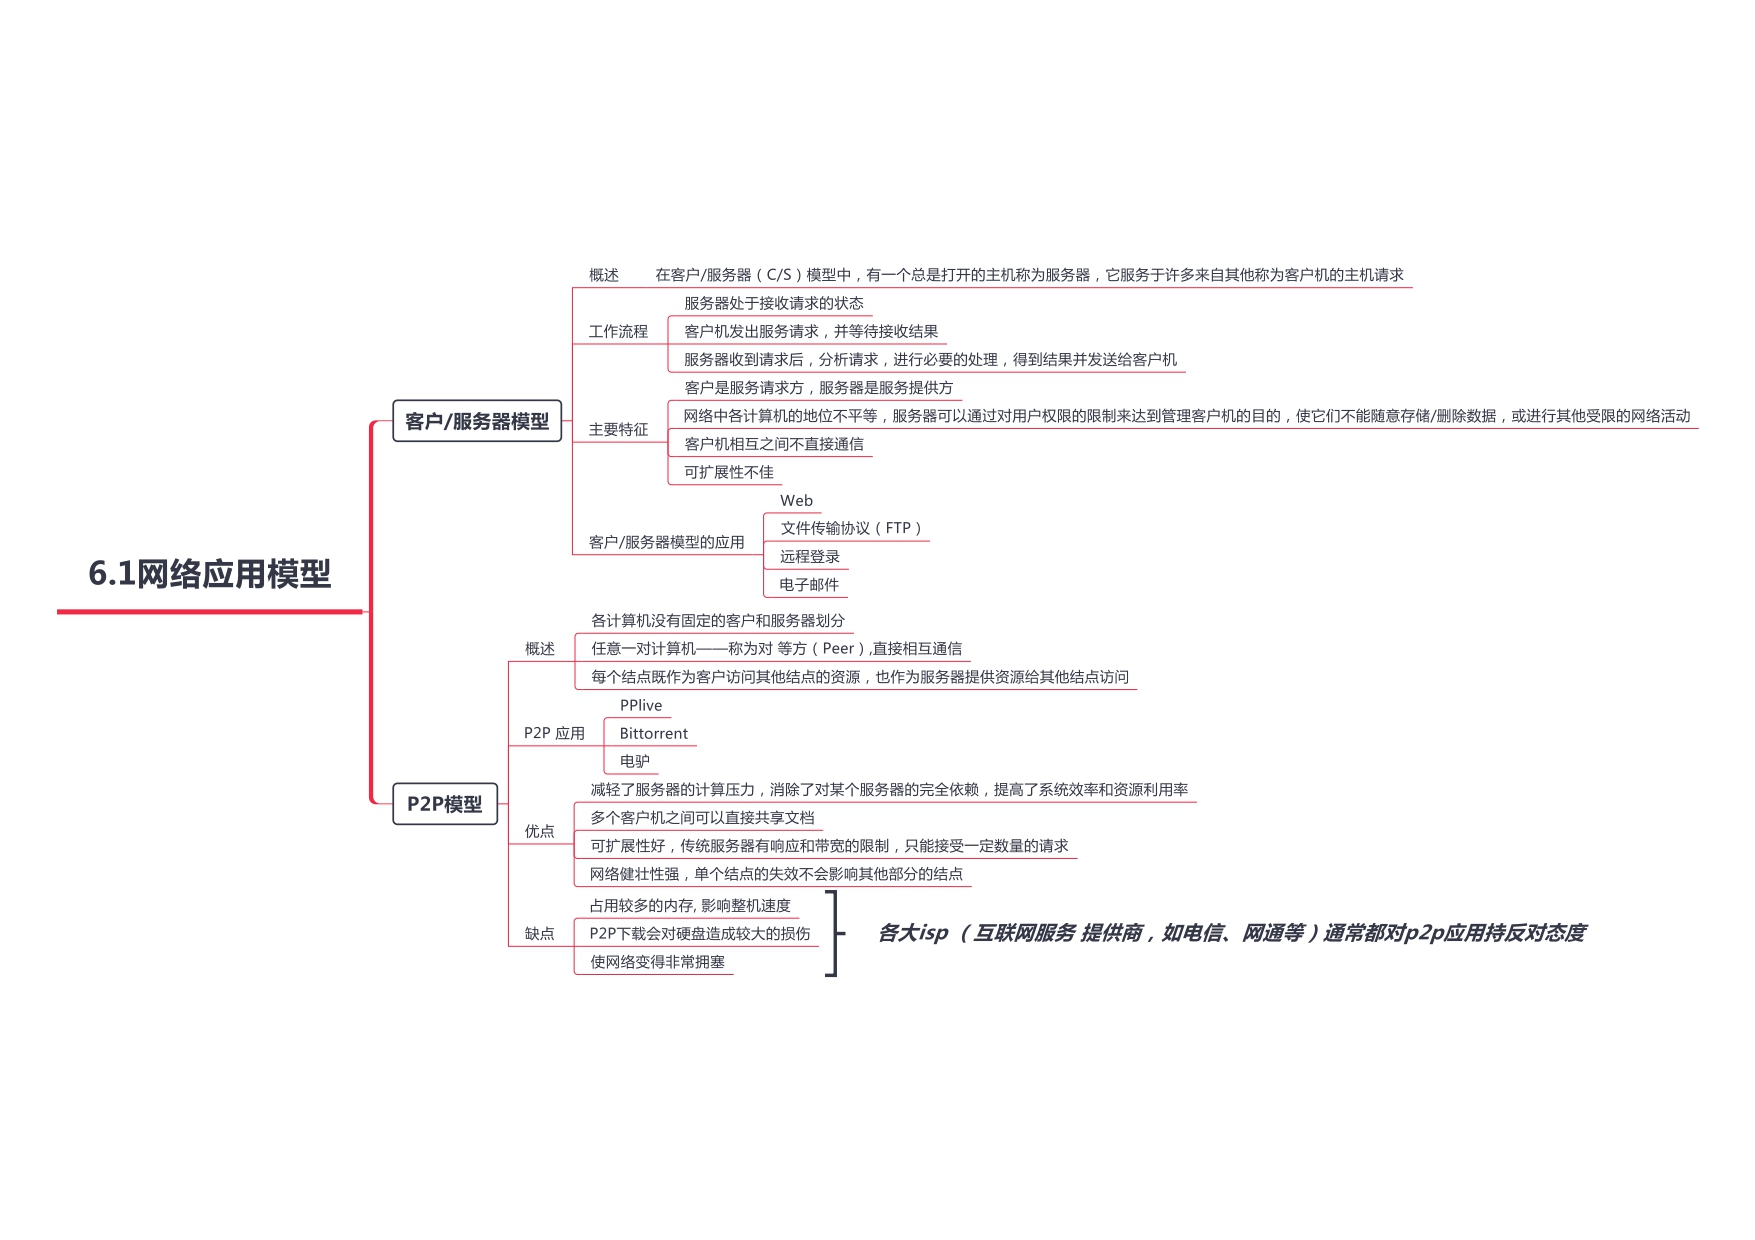 6.1网络应用模型
客户/服务器模型
概述
在客户/服务器（C/S）模型中，有一个总是打开的主机称为服务器，它服务于许多来自其他称为客户机的主机请求
工作流程
服务器处于接收请求的状态
客户机发出服务请求，并等待接收结果
服务器收到请求后，分析请求，进行必要的处理，得到结果并发送给客户机
主要特征
客户是服务请求方，服务器是服务提供方
网络中各计算机的地位不平等，服务器可以通过对用户权限的限制来达到管理客户机的目的，使它们不能随意存储/删除数据，或进行其他受限的网络活动
客户机相互之间不直接通信
可扩展性不佳
客户/服务器模型的应用
Web
文件传输协议（FTP）
远程登录
电子邮件
P2P模型
概述
各计算机没有固定的客户和服务器划分
任意一对计算机——称为对 等方（Peer）,直接相互通信
每个结点既作为客户访问其他结点的资源，也作为服务器提供资源给其他结点访问
P2P 应用
PPlive
Bittorrent
电驴
优点
减轻了服务器的计算压力，消除了对某个服务器的完全依赖，提高了系统效率和资源利用率
多个客户机之间可以直接共享文档
可扩展性好，传统服务器有响应和带宽的限制，只能接受一定数量的请求
网络健壮性强，单个结点的失效不会影响其他部分的结点
缺点
占用较多的内存, 影响整机速度
P2P下载会对硬盘造成较大的损伤
使网络变得非常拥塞
各大isp （互联网服务 提供商，如电信、网通等）通常都对p2p应用持反对态度